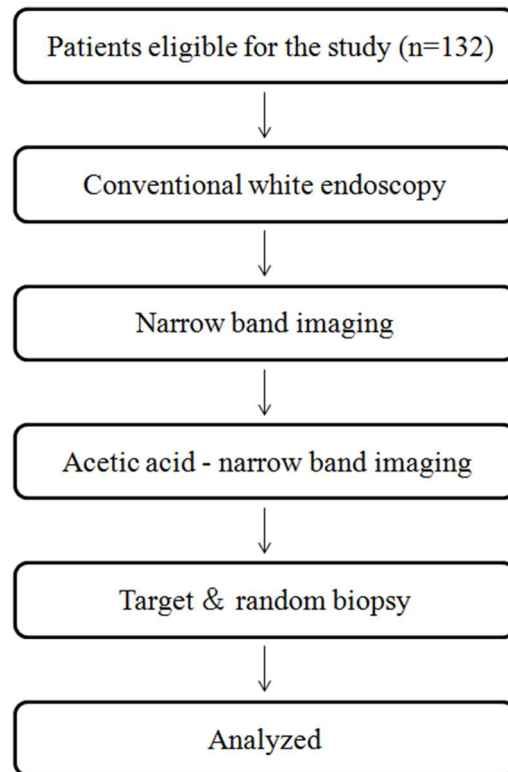 Patients eligible for the study (n=132)
Conventional white endoscopy
Narrow band imaging
Acetic acid - narrow band imaging
Target & random biopsy
Analyzed